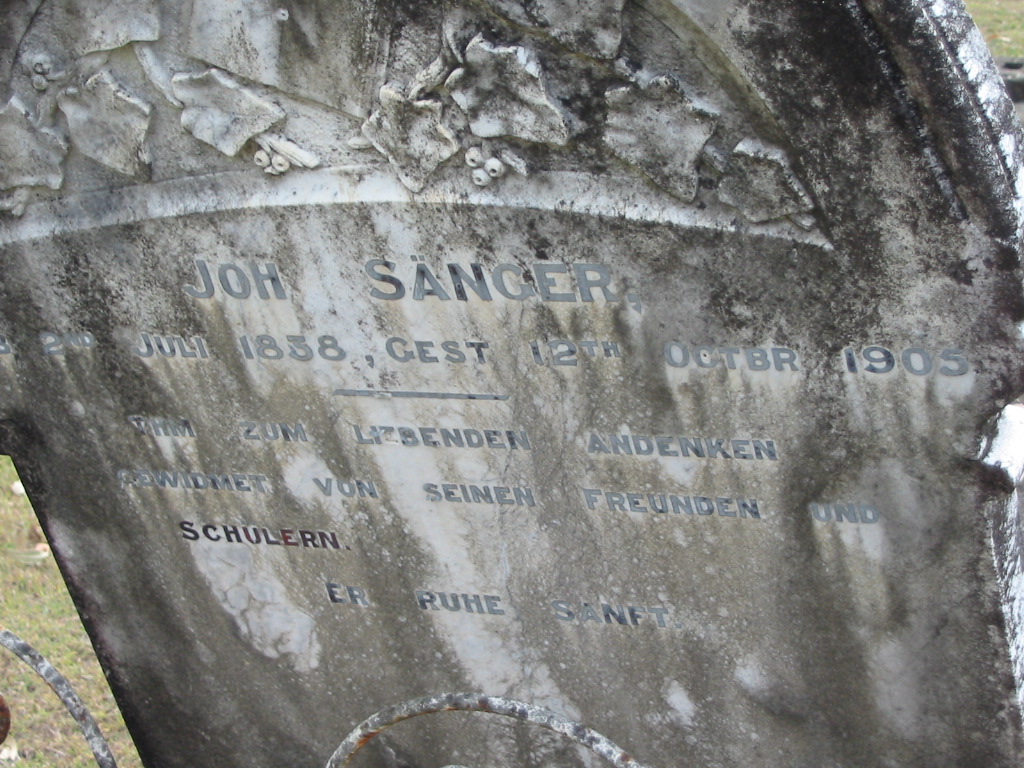 JOH SÄNGER,
2ND JULI 1838, GEST 12TH OCTBR 1905
IHM ZUM LIEBENDEN ANDENKEN
GEWIDMET VON SEINEN FREUNDEN UND
SCHÜLERN.
ER RUHE SANFT